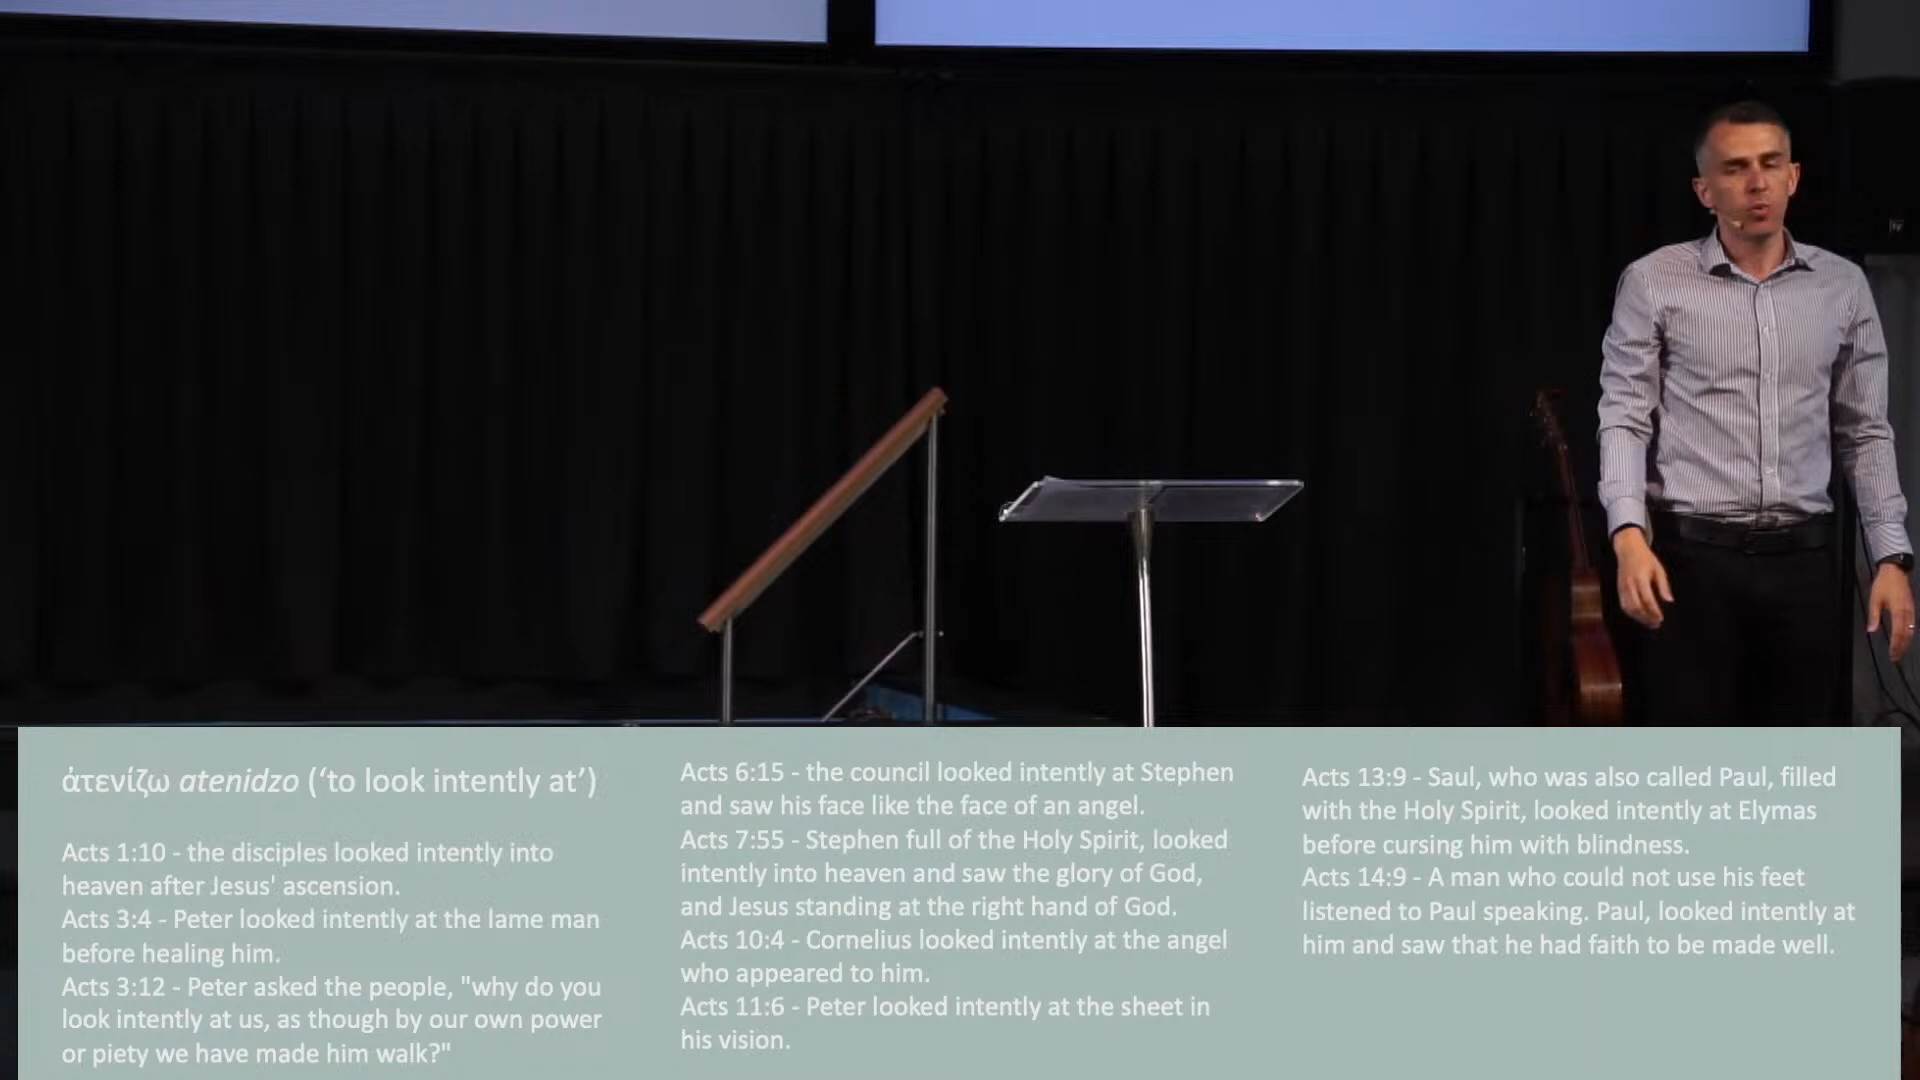 ἀτενίζω atenidzo (‘to look intently at’)
Acts 1:10 - the disciples looked intently into
heaven after Jesus' ascension.
Acts 3:4 - Peter looked intently at the lame man
before healing him.
Acts 3:12 - Peter asked the people, "why do you
look intently at us, as though by our own power
or piety we have made him walk?"
Acts 6:15 - the council looked intently at Stephen
and saw his face like the face of an angel.
Acts 7:55 - Stephen full of the Holy Spirit, looked
intently into heaven and saw the glory of God,
and Jesus standing at the right hand of God.
Acts 10:4 - Cornelius looked intently at the angel
who appeared to him.
Acts 11:6 - Peter looked intently at the sheet in
his vision.
Acts 13:9 - Saul, who was also called Paul, filled
with the Holy Spirit, looked intently at Elymas
before cursing him with blindness.
Acts 14:9 - A man who could not use his feet
listened to Paul speaking. Paul, looked intently at
him and saw that he had faith to be made well.